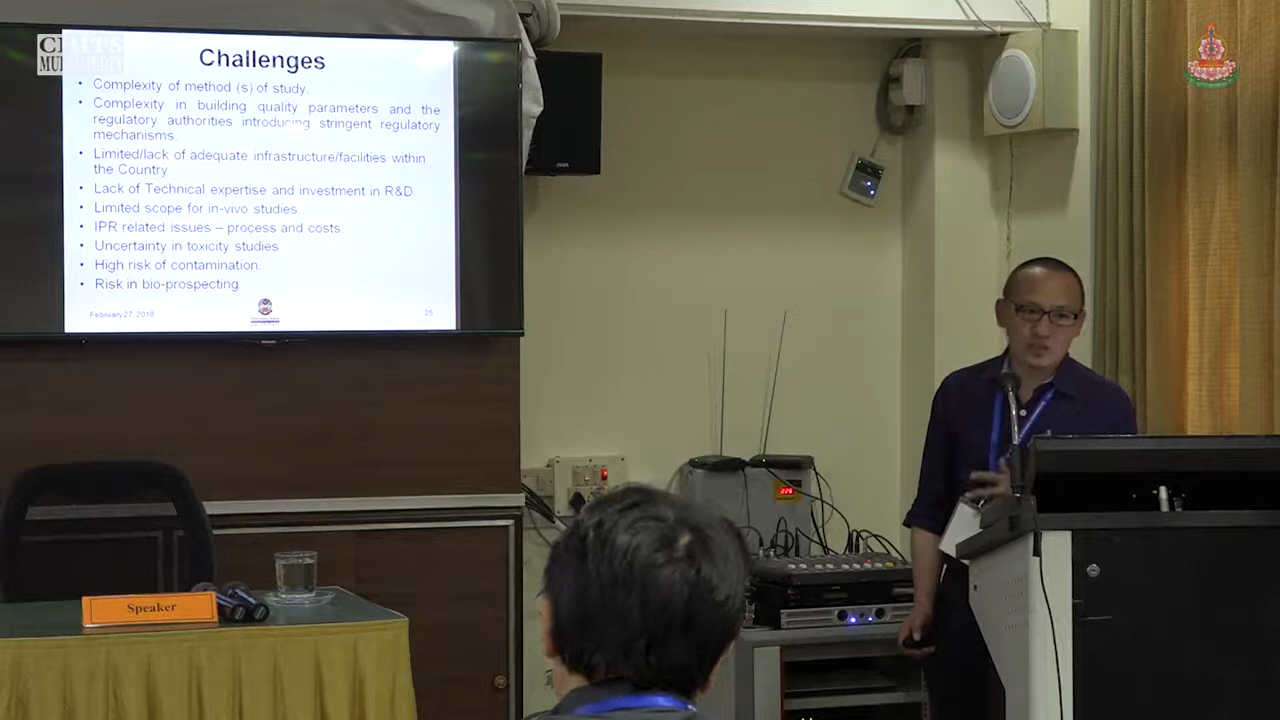 Challenges
• Complexity of method (s) of study.
• Complexity in building quality parameters and the
regulatory authorities introducing stringent regulatory
mechanisms.
• Limited/lack of adequate infrastructure/facilities within
the Country
• Lack of Technical expertise and investment in R&D.
• Limited scope for in-vivo studies.
• IPR related issues – process and costs.
• Uncertainty in toxicity studies
• High risk of contamination.
• Risk in bio-prospecting
February 27, 2018
25
Speaker